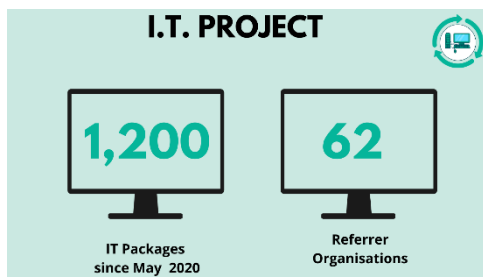 I.T. PROJECT
1,200
62
IT Packages
since May 2020
Referrer
Organisations